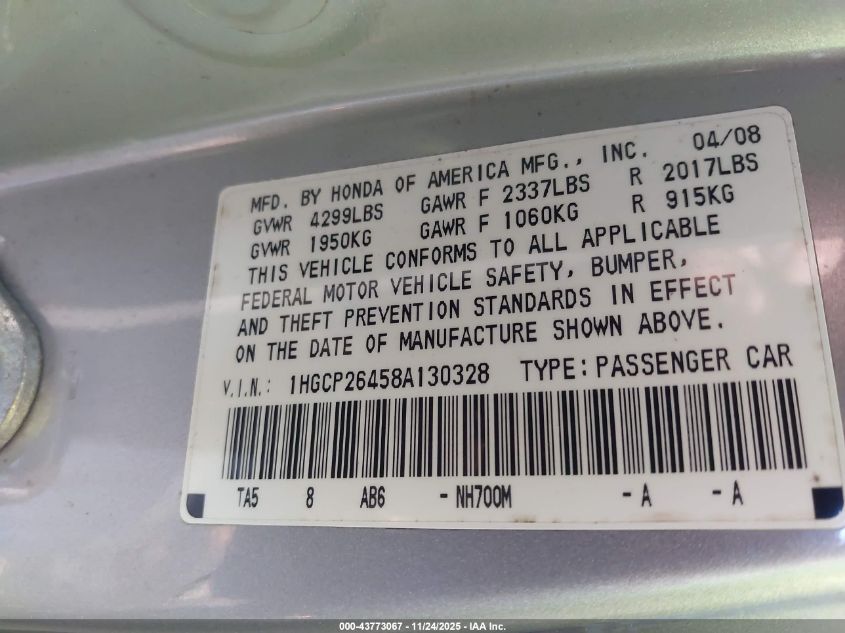 MFD. BY HONDA OF AMERICA MFG., INC. 04/08
GVWR 4299LBS GAWR F 2337LBS R 2017LBS
GVWR 1950KG GAWR F 1060KG R 915KG
THIS VEHICLE CONFORMS TO ALL APPLICABLE
FEDERAL MOTOR VEHICLE SAFETY, BUMPER,
AND THEFT PREVENTION STANDARDS IN EFFECT
ON THE DATE OF MANUFACTURE SHOWN ABOVE.
V.I.N.: 1HGCP26458A130328 TYPE: PASSENGER CAR
TA5 8 AB6 - NH700M - A - A
000-43773067 - 11/24/2025 - IAA Inc.